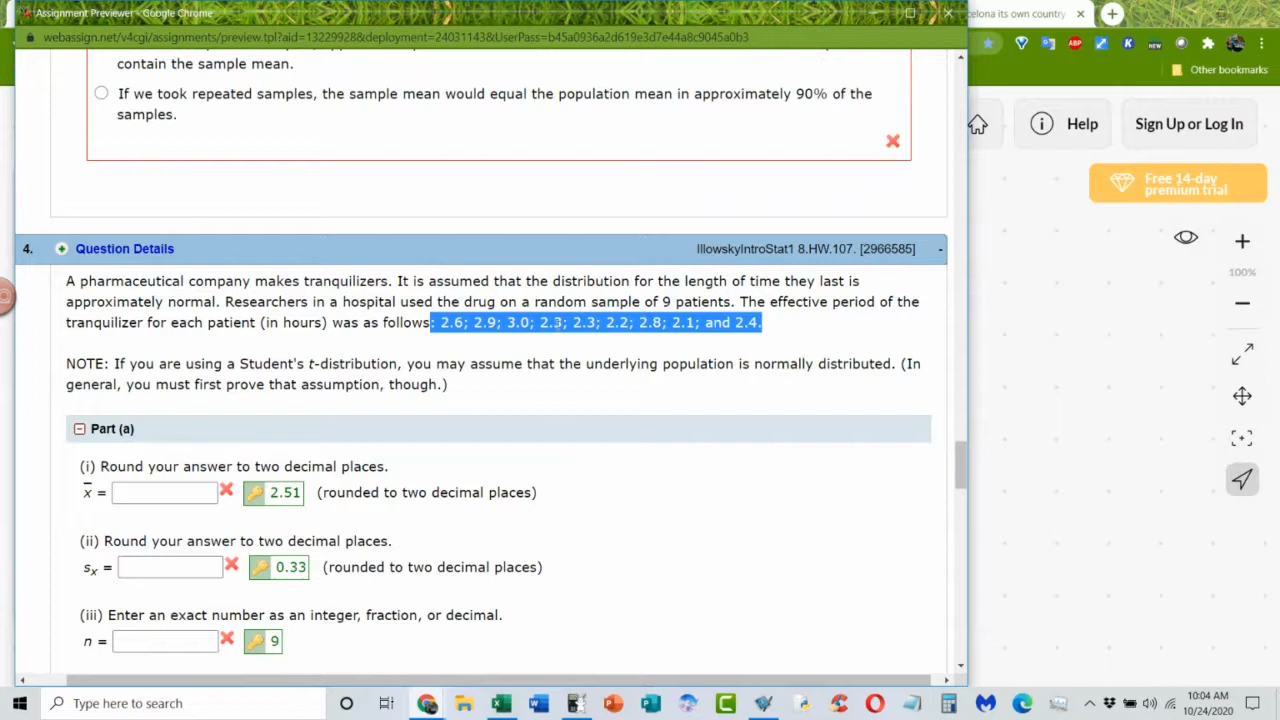 Assignment Previewer - Google Chrome
celona its own country
webassign.net/v4cgi/assignments/preview.tpl?aid=13229928&deployment=24031143&UserPass=b45a0936a2d619e3d7e44a8c9045a0b3
ABP
K
NEW
Other bookmarks
contain the sample mean.
If we took repeated samples, the sample mean would equal the population mean in approximately 90% of the
samples.
Help
Sign Up or Log In
Free 14-day
premium trial
100%
4.
Question Details
IllowskyIntroStat1 8.HW.107. [2966585]
-
A pharmaceutical company makes tranquilizers. It is assumed that the distribution for the length of time they last is
approximately normal. Researchers in a hospital used the drug on a random sample of 9 patients. The effective period of the
tranquilizer for each patient (in hours) was as follows: 2.6; 2.9; 3.0; 2.3; 2.3; 2.2; 2.8; 2.1; and 2.4.
NOTE: If you are using a Student's t-distribution, you may assume that the underlying population is normally distributed. (In
general, you must first prove that assumption, though.)
Part (a)
(i) Round your answer to two decimal places.
x̄ = 2.51 (rounded to two decimal places)
(ii) Round your answer to two decimal places.
sx = 0.33 (rounded to two decimal places)
(iii) Enter an exact number as an integer, fraction, or decimal.
n = 9
Type here to search
10:04 AM
10/24/2020